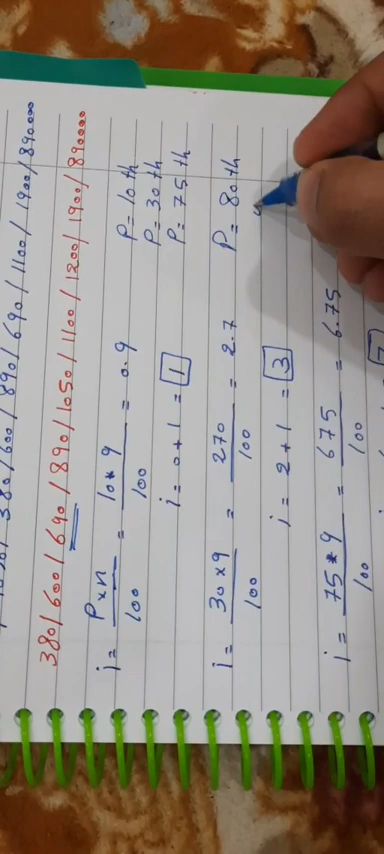 380/600/890/690/1100/1900/890000
380/600/690/890/1050/1100/1200/1900/890000
i = P×n/100 = 10*9/100 = 0.9 P= 10th
P= 30th
i = 0+1 = 1 P= 75th
i = 30×9/100 = 270/100 = 2.7 P= 80th
i = 2+1 = 3
i = 75*9/100 = 675/100 = 6.75
7